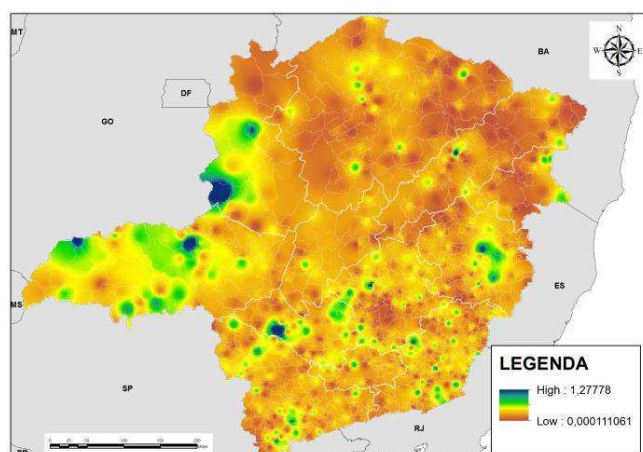 MT
BA
N
W E
S
DF
GO
MS
ES
SP
RJ
LEGENDA
High : 1,27778
Low : 0,000111061